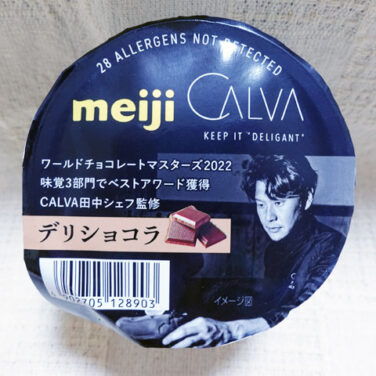 28 ALLERGENS NOT DETECTED
meiji CALVA
KEEP IT "DELIGANT"
ワールドチョコレートマスターズ2022
味覚3部門でベストアワード獲得
CALVA田中シェフ監修
デリショコラ
イメージ図
902705 128903